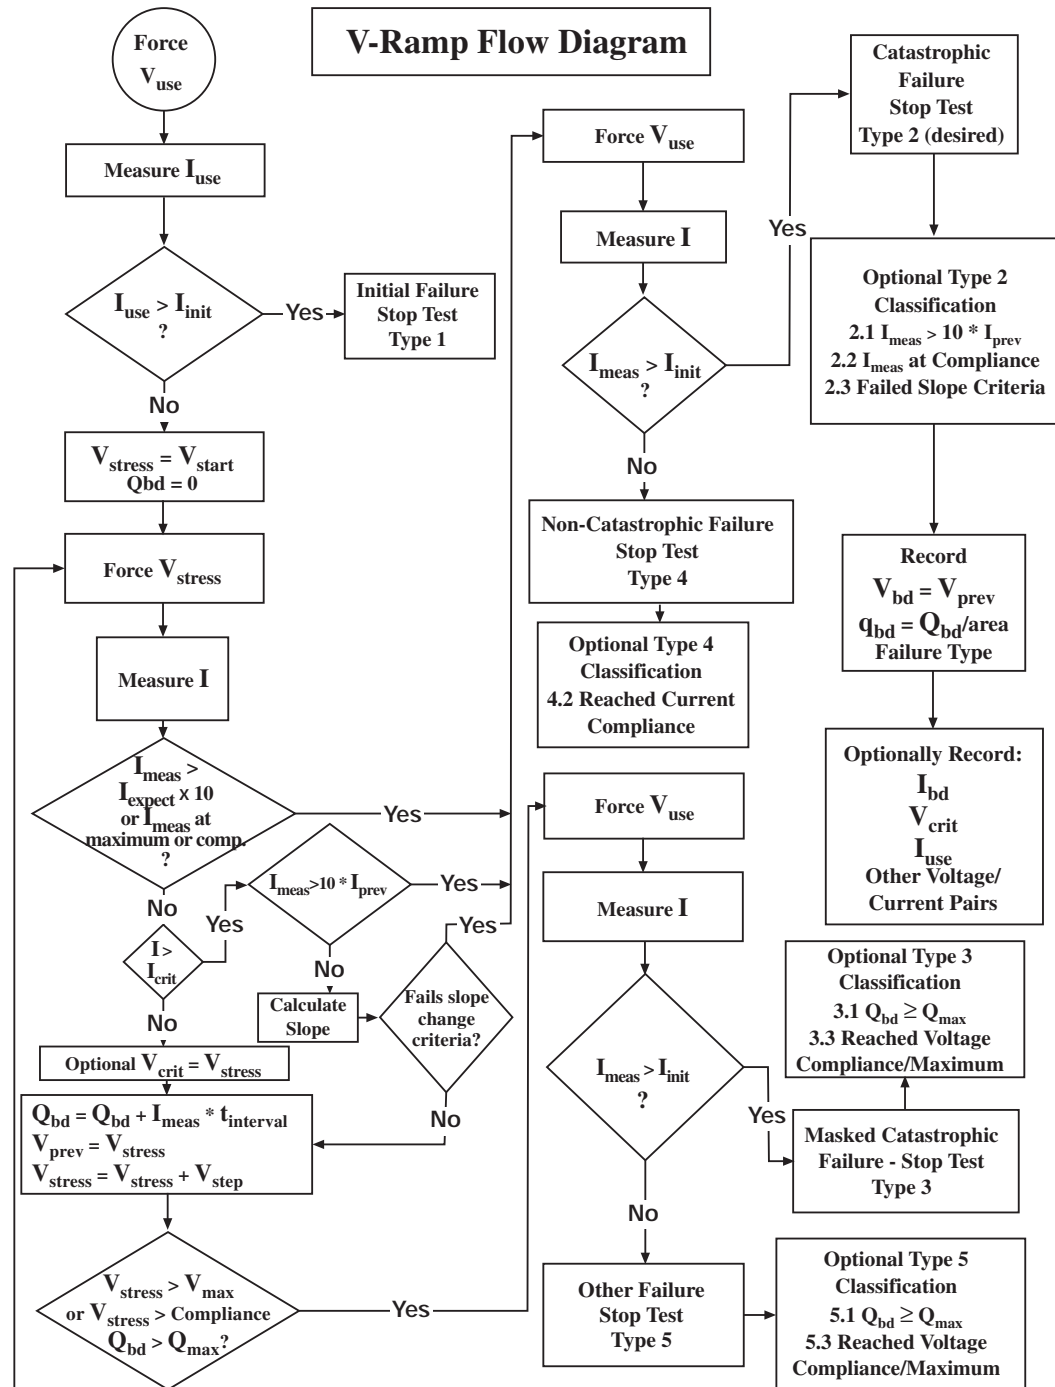 V-Ramp Flow Diagram
Force
Vuse
Measure Iuse
Iuse > Iinit
?
Yes
Initial Failure
Stop Test
Type 1
No
Vstress = Vstart
Qbd = 0
Force Vstress
Measure I
Imeas >
Iexpect x 10
or Imeas at
maximum or comp.
?
Yes
No
I >
Icrit
Yes
Imeas>10 * Iprev
Yes
No
Calculate
Slope
Fails slope
change
criteria?
Yes
No
No
Optional Vcrit = Vstress
Qbd = Qbd + Imeas * tinterval
Vprev = Vstress
Vstress = Vstress + Vstep
Vstress > Vmax
or Vstress > Compliance
Qbd > Qmax?
Yes
Force Vuse
Measure I
Imeas > Iinit
?
Yes
No
Non-Catastrophic Failure
Stop Test
Type 4
Optional Type 4
Classification
4.2 Reached Current
Compliance
Catastrophic
Failure
Stop Test
Type 2 (desired)
Optional Type 2
Classification
2.1 Imeas > 10 * Iprev
2.2 Imeas at Compliance
2.3 Failed Slope Criteria
Record
Vbd = Vprev
qbd = Qbd/area
Failure Type
Optionally Record:
Ibd
Vcrit
Iuse
Other Voltage/
Current Pairs
Force Vuse
Measure I
Imeas > Iinit
?
Yes
No
Optional Type 3
Classification
3.1 Qbd ≥ Qmax
3.3 Reached Voltage
Compliance/Maximum
Masked Catastrophic
Failure - Stop Test
Type 3
Other Failure
Stop Test
Type 5
Optional Type 5
Classification
5.1 Qbd ≥ Qmax
5.3 Reached Voltage
Compliance/Maximum